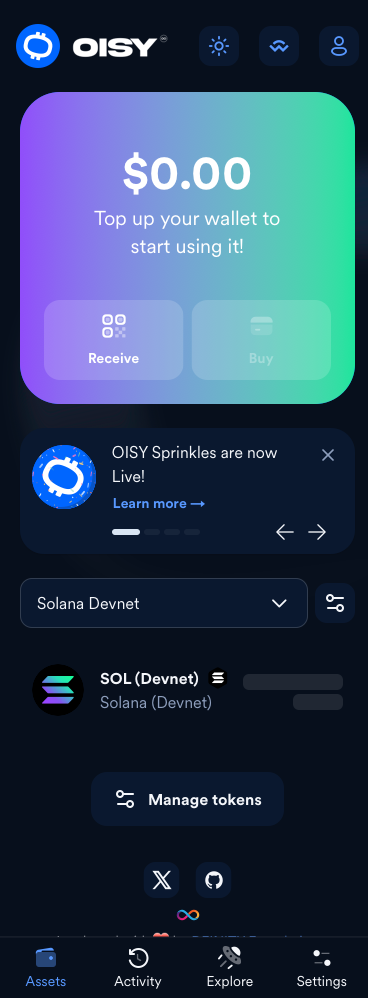 OISY
$0.00
Top up your wallet to
start using it!
Receive
Buy
OISY Sprinkles are now
Live!
Learn more →
Solana Devnet
SOL (Devnet)
Solana (Devnet)
Manage tokens
Assets
Activity
Explore
Settings